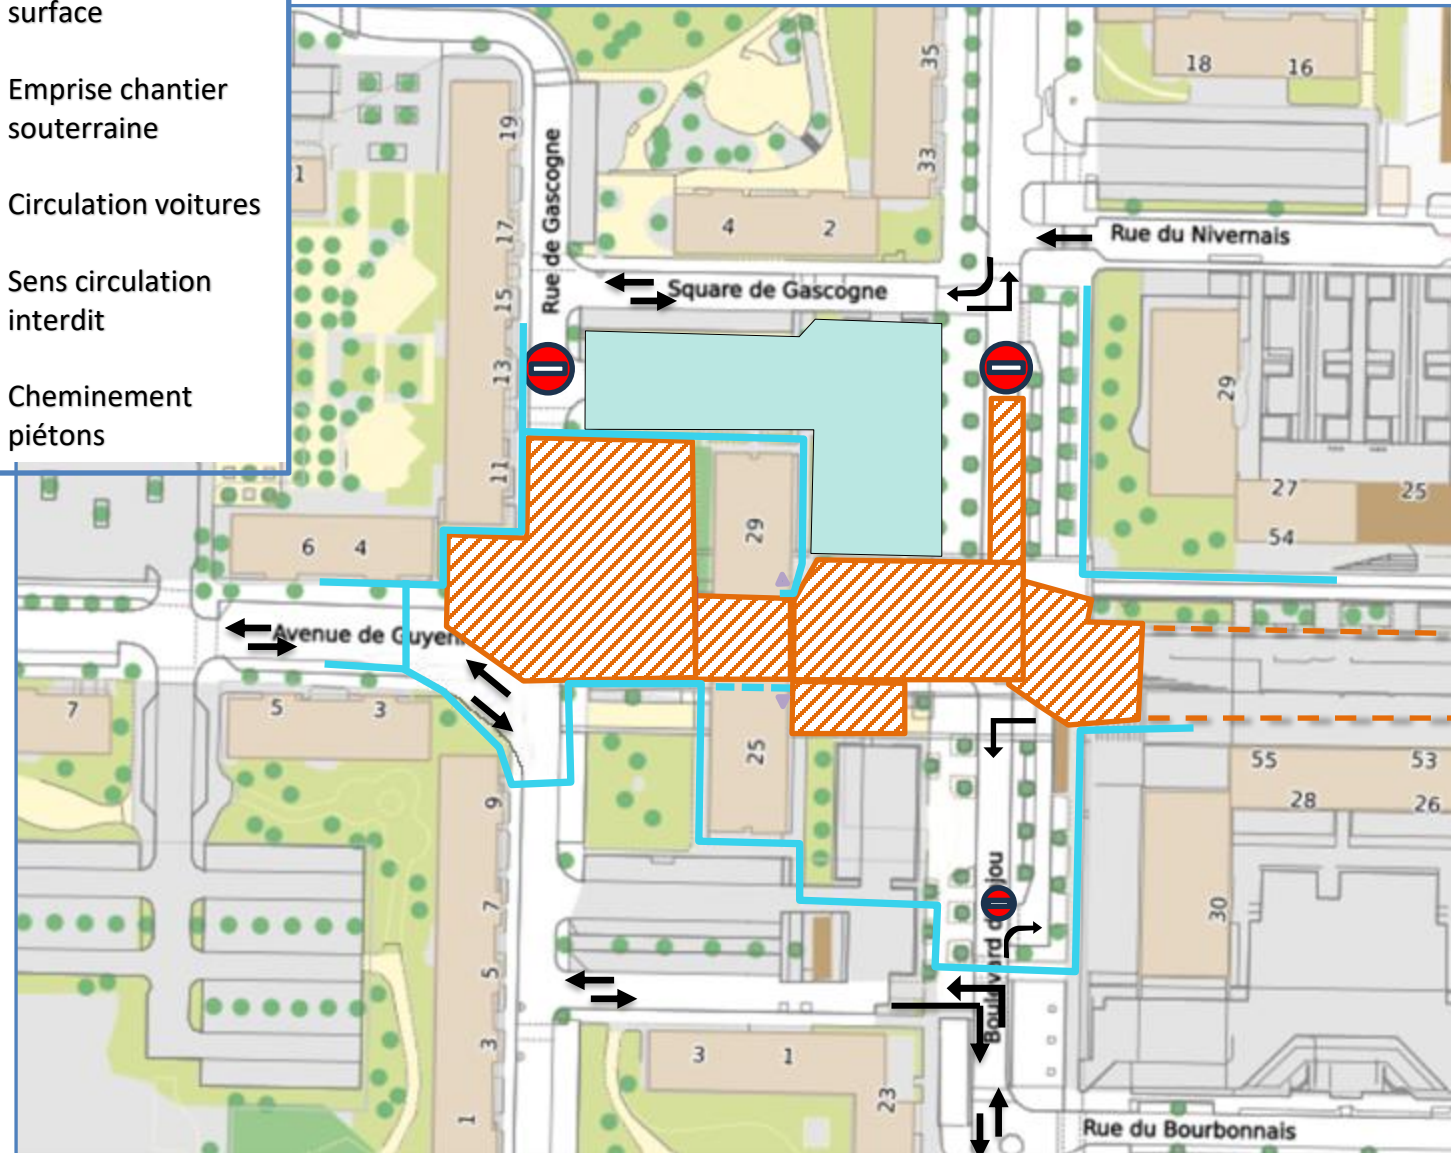 surface
Emprise chantier
souterraine
Circulation voitures
Sens circulation
interdit
Cheminement
piétons
35
18
16
19
Rue de Gascogne
33
1
4
2
17
Rue du Nivernais
15
Square de Gascogne
13
29
11
27
25
29
6
4
54
Avenue de Guyenn
7
5
3
25
55
53
28
26
9
7
Boulevard d
jou
30
5
3
3
1
23
1
Rue du Bourbonnais